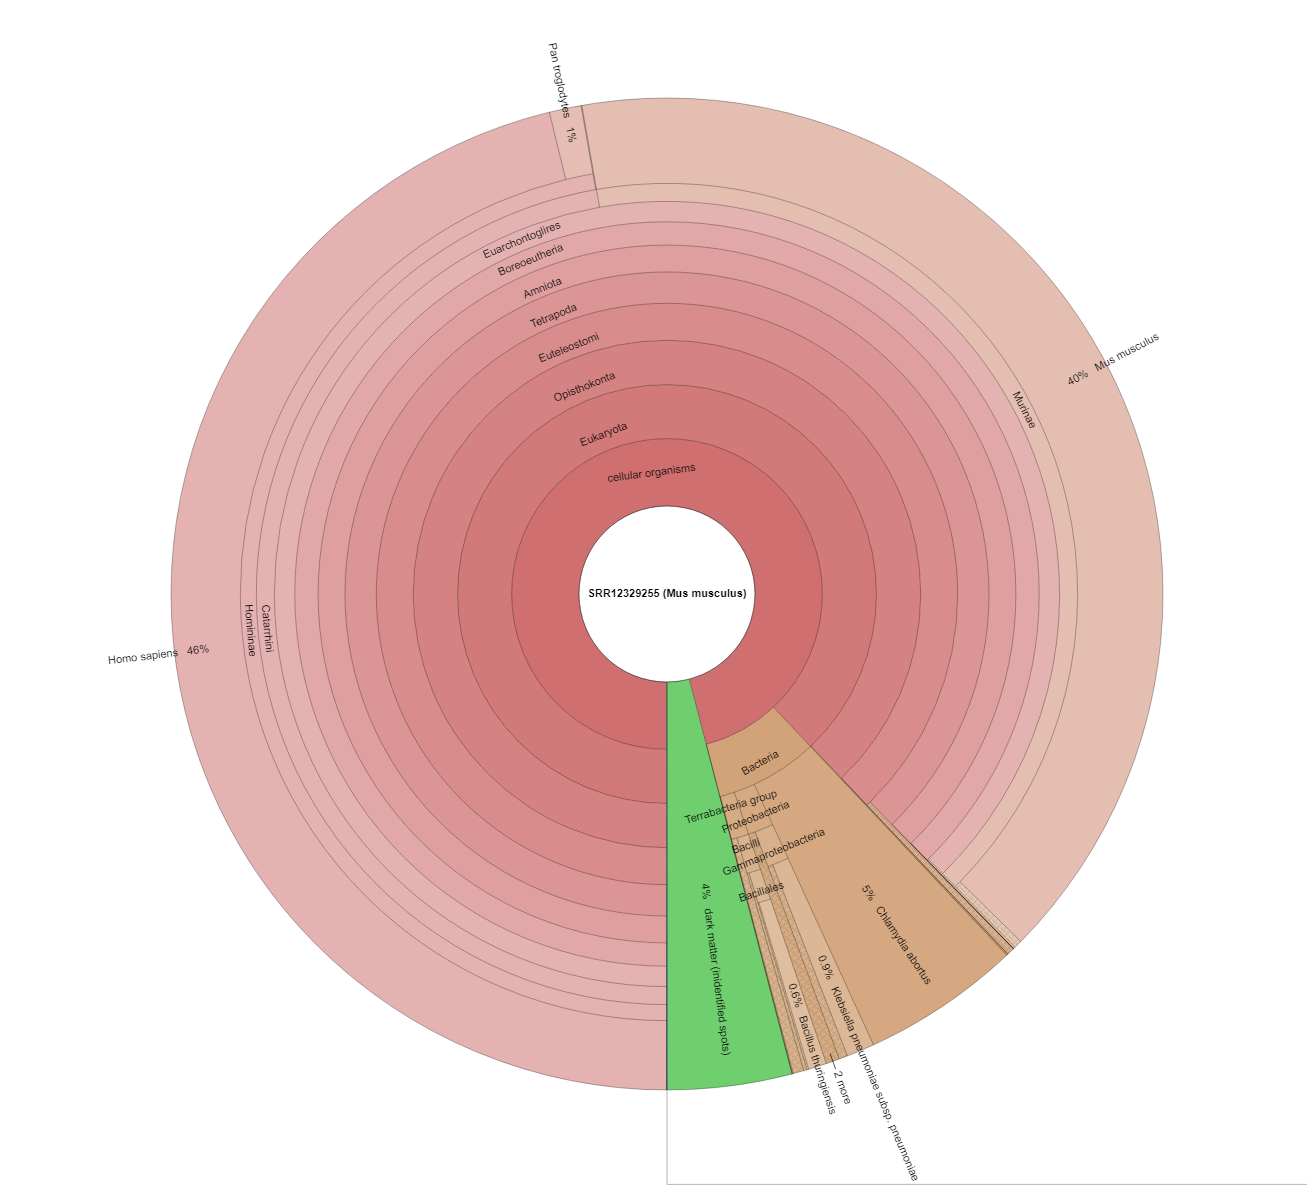 Pan troglodytes 1%
Euarchontoglires
Boreoeutheria
Amniota
Tetrapoda
Euteleostomi
Opisthokonta
Eukaryota
cellular organisms
40% Mus musculus
Murinae
SRR12329255 (Mus musculus)
Homininae
Catarrhini
Homo sapiens 46%
Bacteria
Terrabacteria group
Proteobacteria
Bacilli
Gammaproteobacteria
Bacillales
4% dark matter (inidentified spots)
5% Chlamydia abortus
0.9% Klebsiella pneumoniae subsp. pneumoniae
0.6% Bacillus thuringiensis
2 more